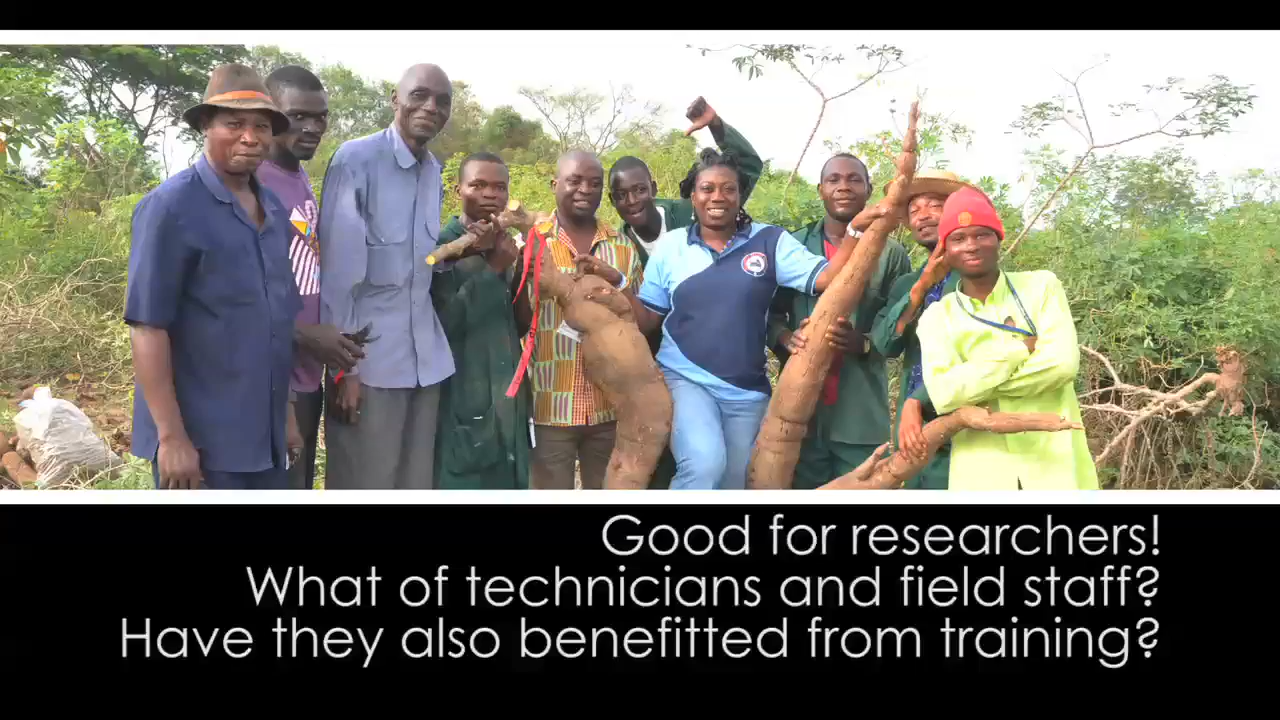 Good for researchers!
What of technicians and field staff?
Have they also benefitted from training?